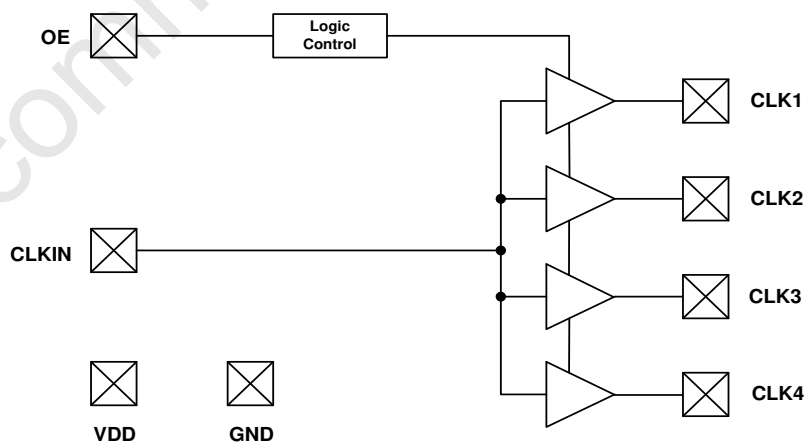 OE
Logic
Control
CLK1
CLK2
CLKIN
CLK3
CLK4
VDD
GND